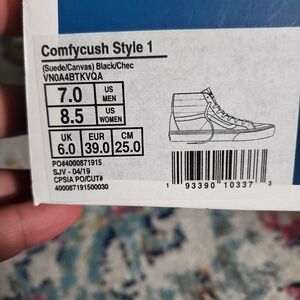 Comfycush Style 1
(Suede/Canvas) Black/Chec
VN0A4BTKVQA
7.0 US MEN
8.5 US WOMEN
UK EUR CM
6.0 39.0 25.0
PO#4000871915
SJV - 04/19
CPSIA PO/CUT#
400087191500030
1 93390 10337 3